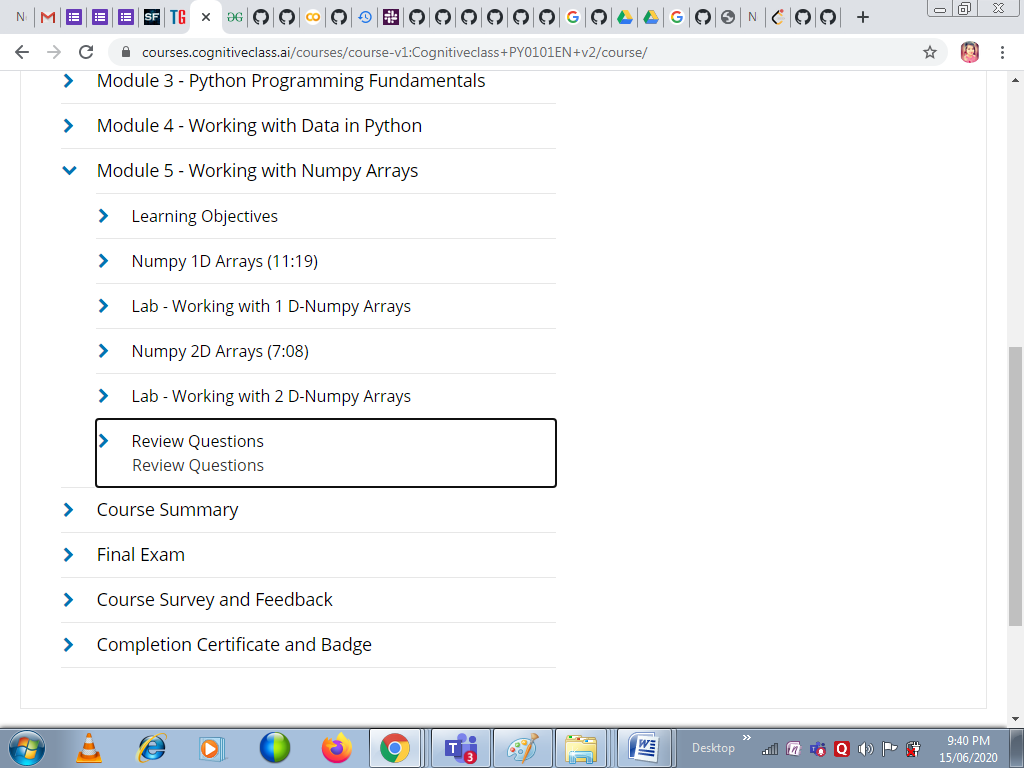 N
M
SF
TG
courses.cognitiveclass.ai/courses/course-v1:Cognitiveclass+PY0101EN+v2/course/
Module 3 - Python Programming Fundamentals
Module 4 - Working with Data in Python
Module 5 - Working with Numpy Arrays
Learning Objectives
Numpy 1D Arrays (11:19)
Lab - Working with 1 D-Numpy Arrays
Numpy 2D Arrays (7:08)
Lab - Working with 2 D-Numpy Arrays
Review Questions
Review Questions
Course Summary
Final Exam
Course Survey and Feedback
Completion Certificate and Badge
Desktop
9:40 PM
15/06/2020